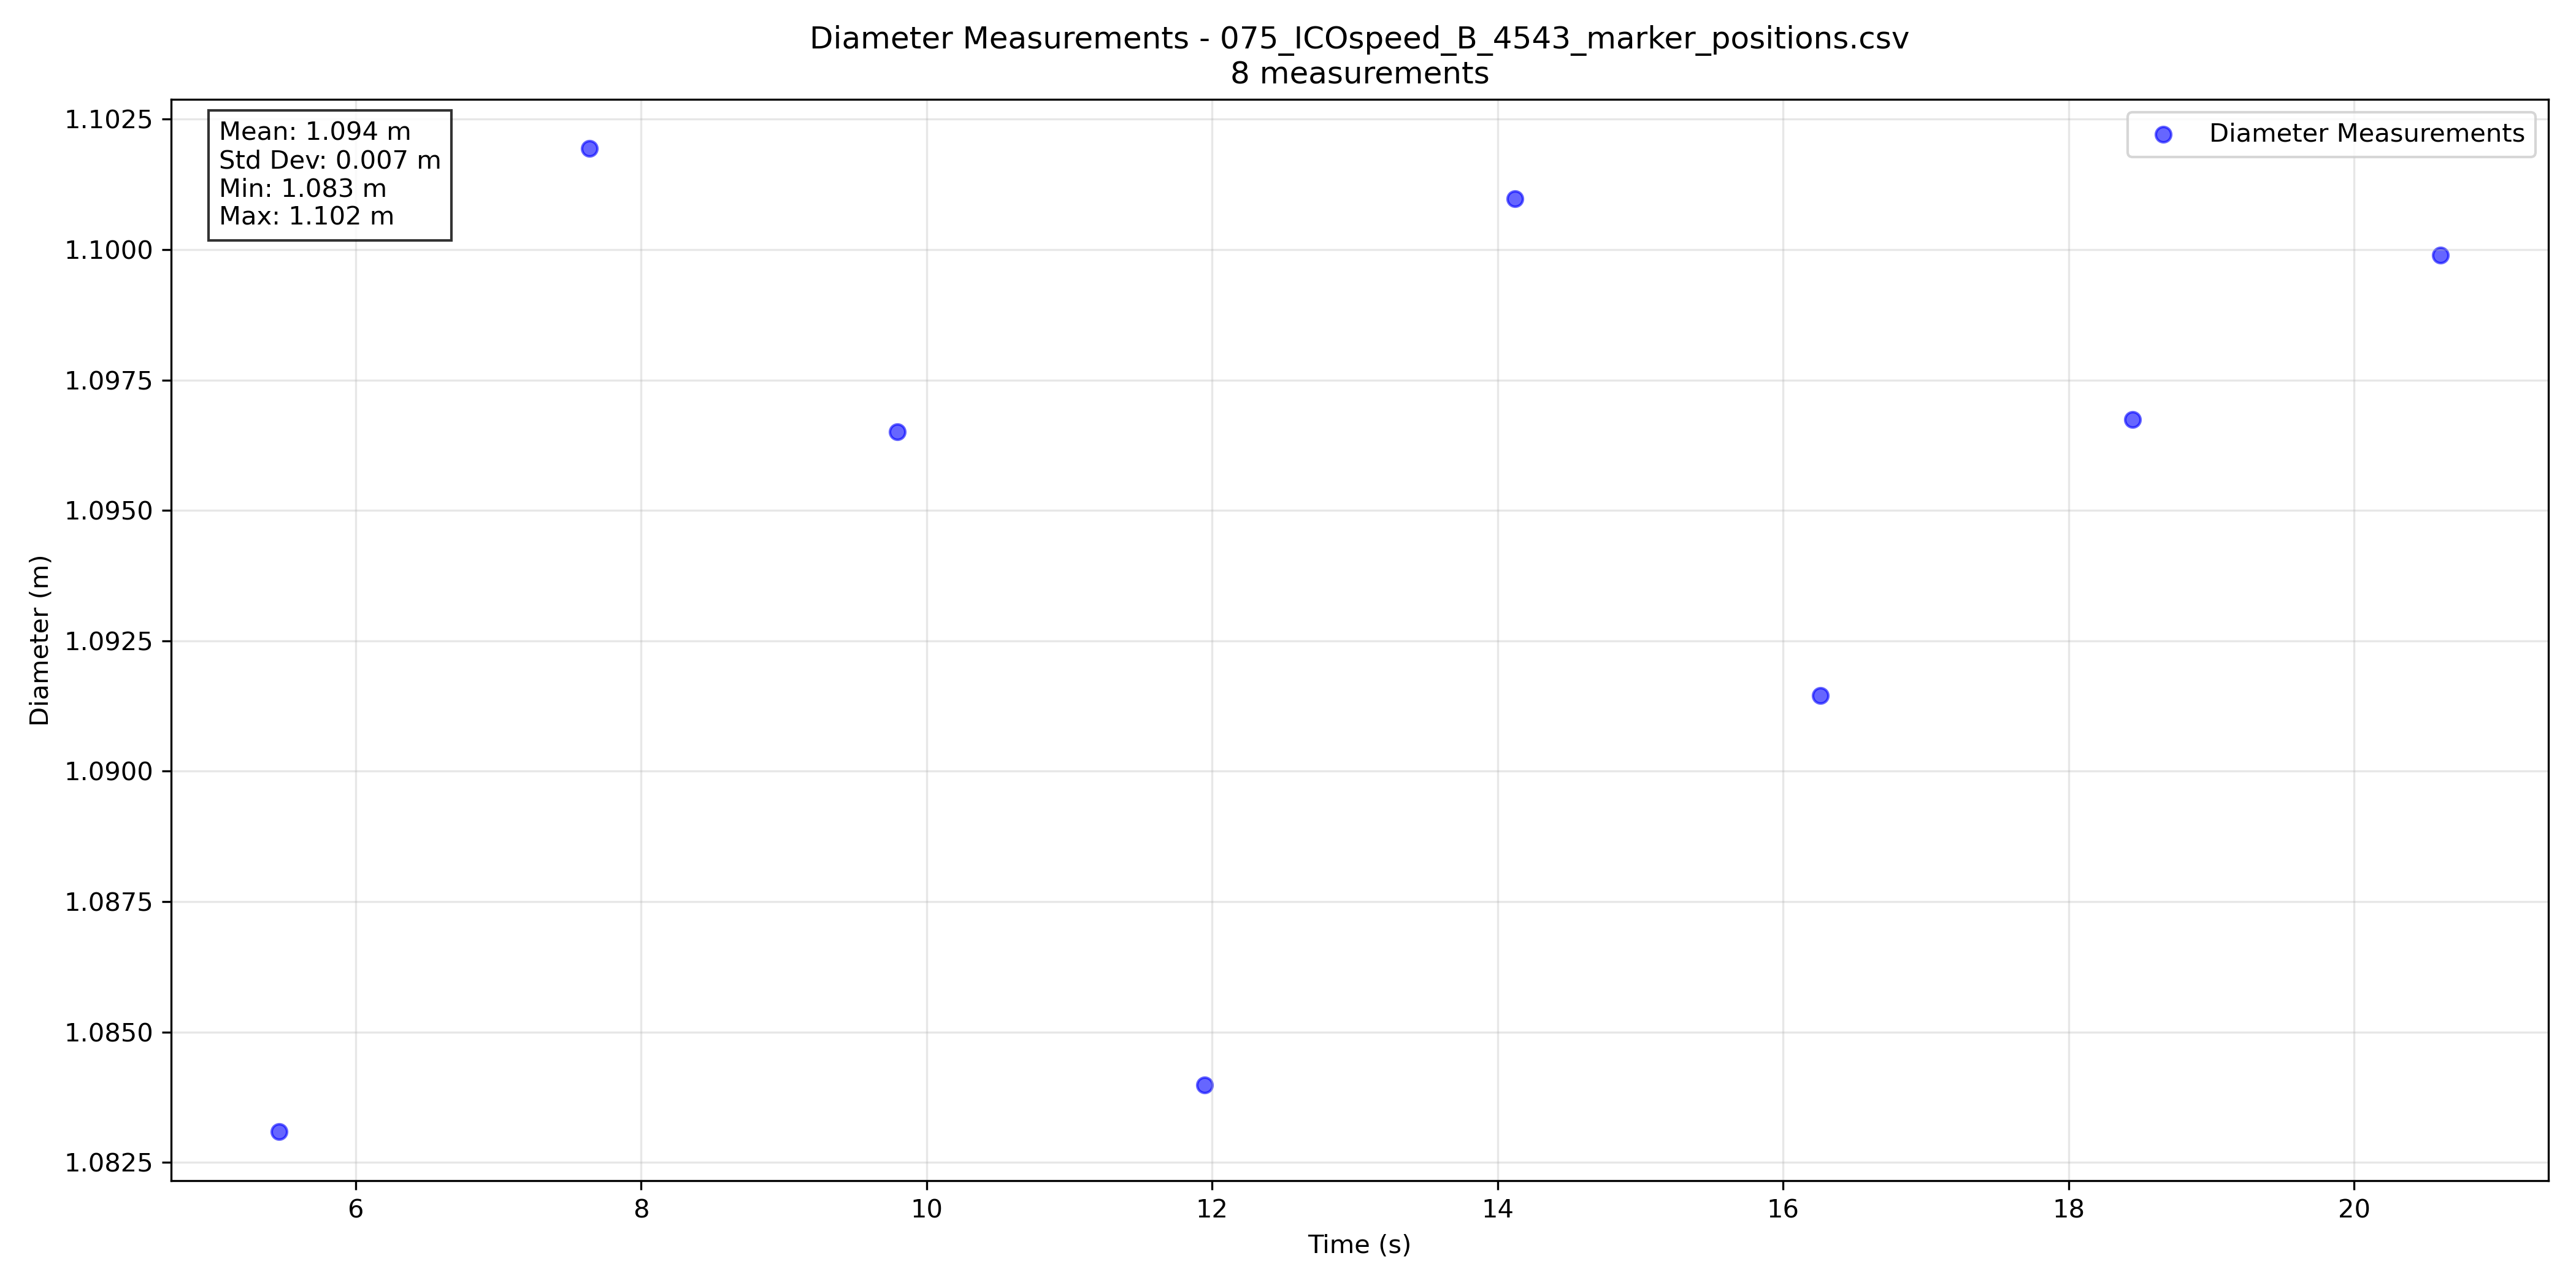 Diameter Measurements - 075_ICOspeed_B_4543_marker_positions.csv
8 measurements
Mean: 1.094 m
Std Dev: 0.007 m
Min: 1.083 m
Max: 1.102 m
Diameter Measurements
Diameter (m)
1.1025
1.1000
1.0975
1.0950
1.0925
1.0900
1.0875
1.0850
1.0825
6 8 10 12 14 16 18 20
Time (s)